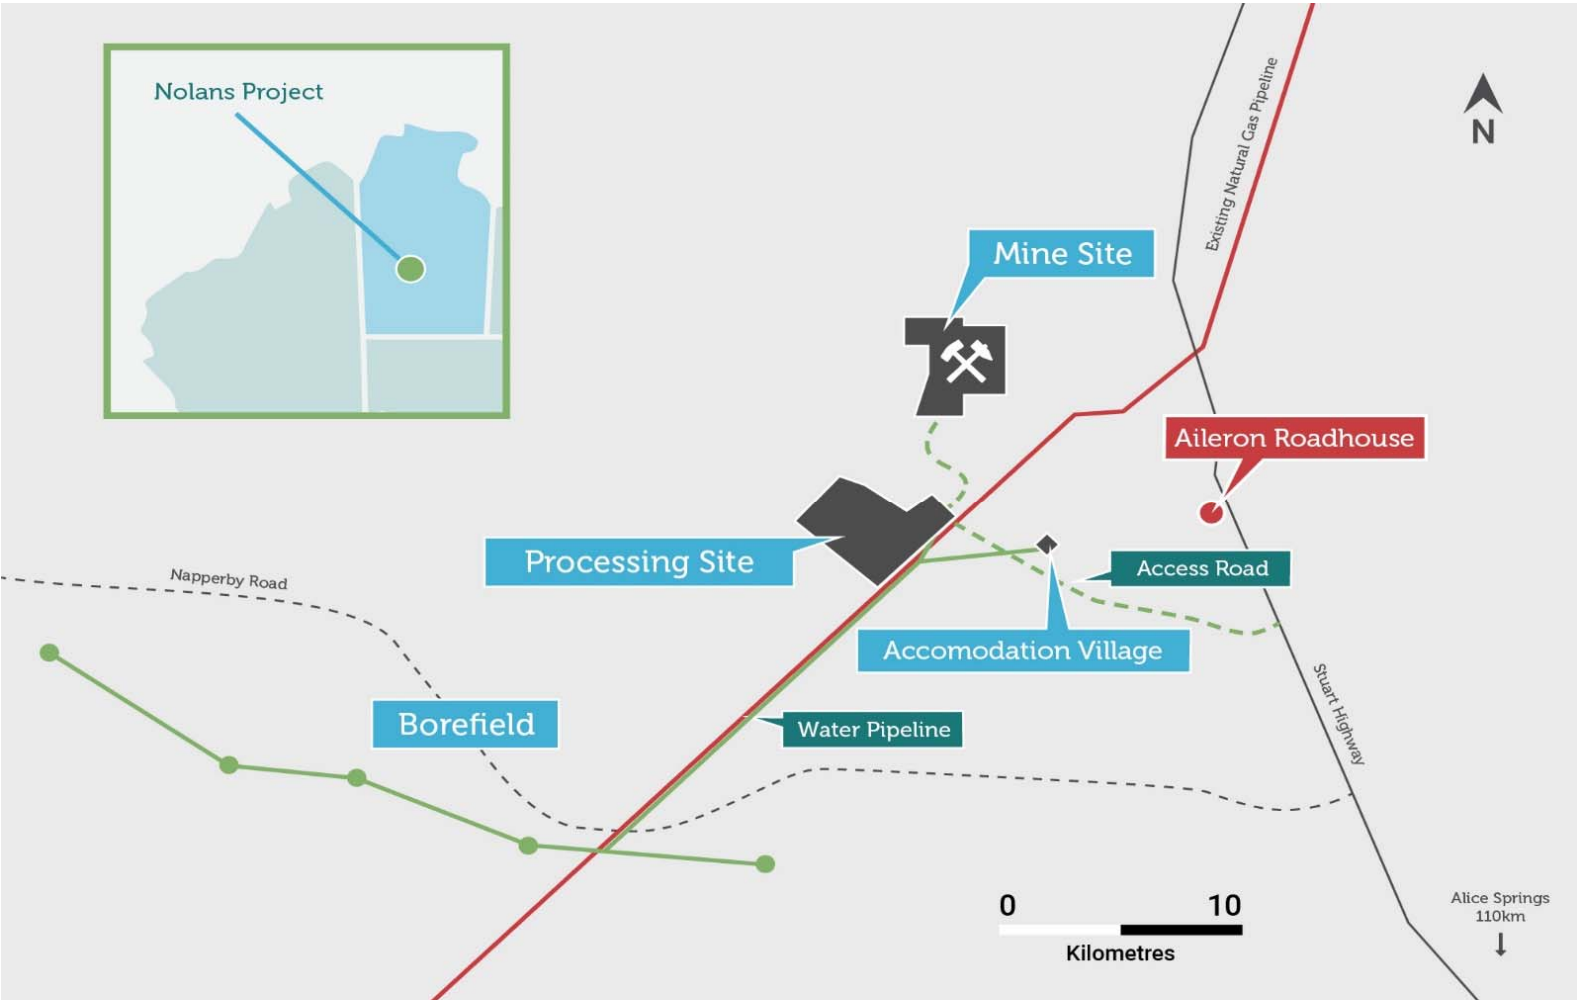 Nolans Project
Existing Natural Gas Pipeline
N
Mine Site
Aileron Roadhouse
Processing Site
Access Road
Napperby Road
Accomodation Village
Stuart Highway
Borefield
Water Pipeline
0 10
Kilometres
Alice Springs
110km